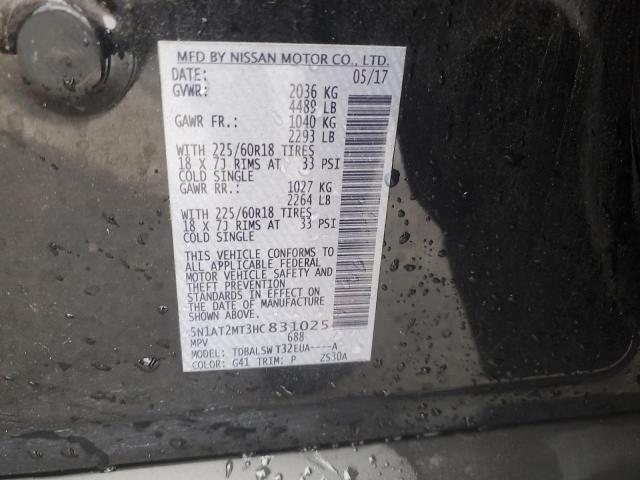 MFD BY NISSAN MOTOR CO., LTD.
DATE: 05/17
GVWR: 2036 KG
4489 LB
GAWR FR.: 1040 KG
2293 LB
WITH 225/60R18 TIRES
18 X 7J RIMS AT 33 PSI
COLD SINGLE
GAWR RR.: 1027 KG
2264 LB
WITH 225/60R18 TIRES
18 X 7J RIMS AT 33 PSI
COLD SINGLE
THIS VEHICLE CONFORMS TO
ALL APPLICABLE FEDERAL
MOTOR VEHICLE SAFETY AND
THEFT PREVENTION
STANDARDS IN EFFECT ON
THE DATE OF MANUFACTURE
SHOWN ABOVE.
5N1AT2MT3HC831025
MPV 688
MODEL: TDBALSWT32EUA----A
COLOR: G41 TRIM: P ZS30A